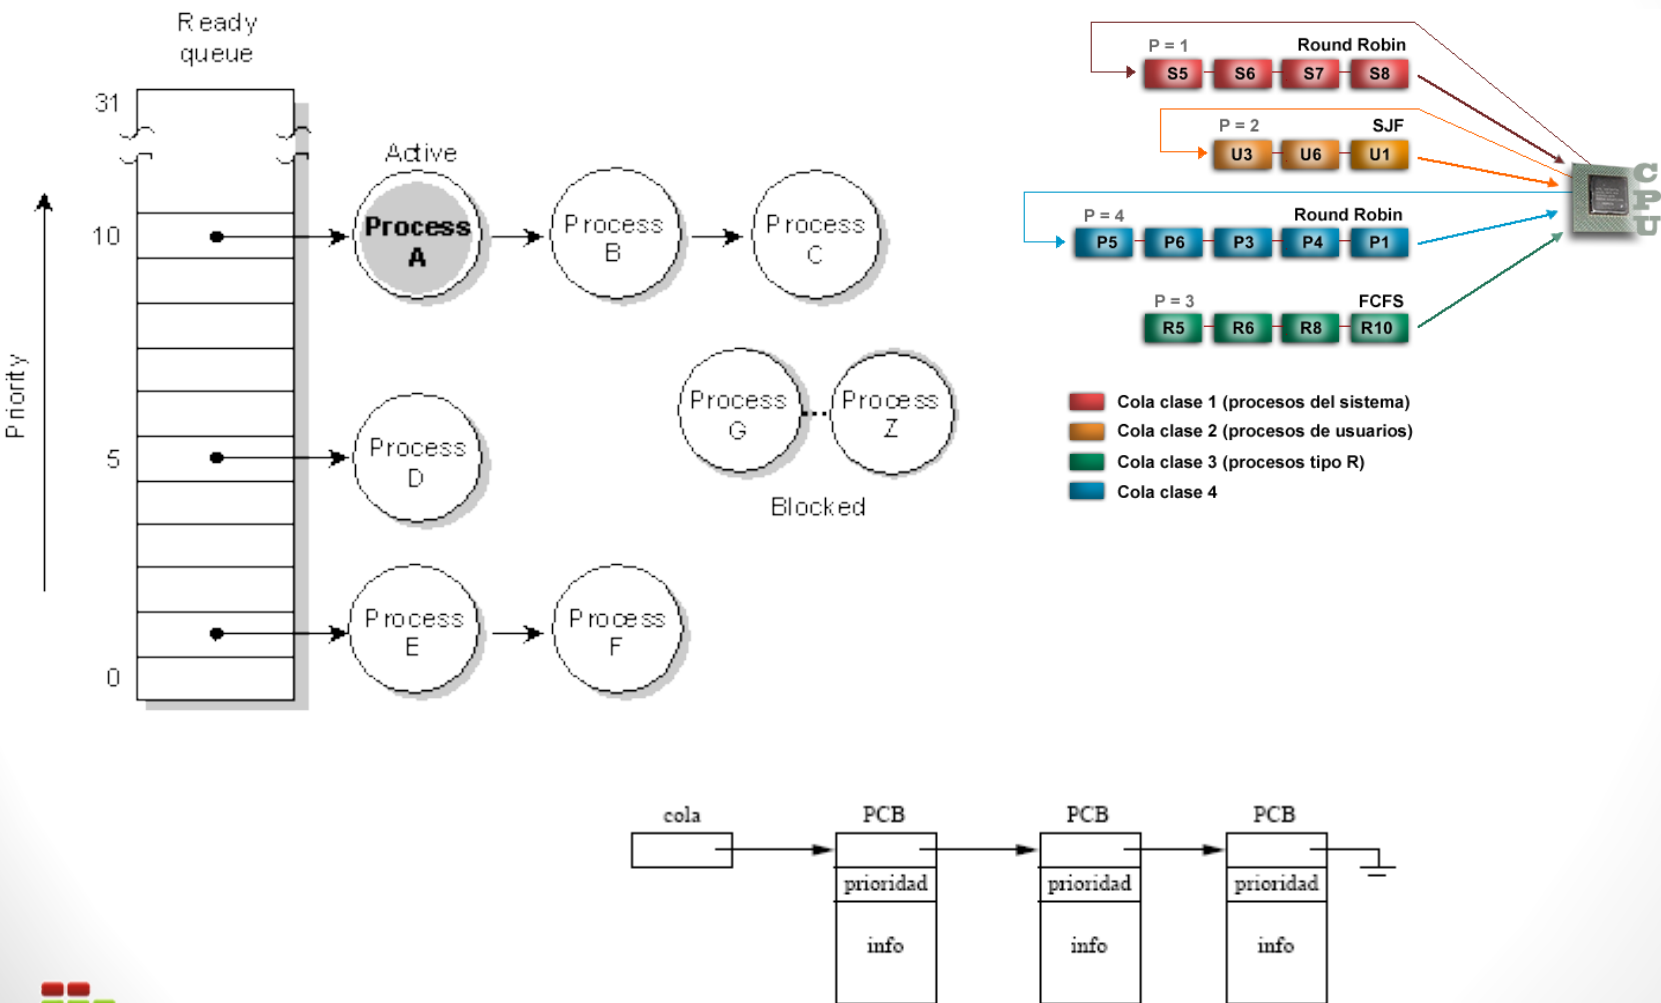 Ready
queue
31
10
5
0
Priority
Active
Process
A
Process
B
Process
C
Process
D
Process
G
Process
Z
Blocked
Process
E
Process
F
P = 1
Round Robin
S5 S6 S7 S8
P = 2
SJF
U3 U6 U1
P = 4
Round Robin
P5 P6 P3 P4 P1
P = 3
FCFS
R5 R6 R8 R10
CPU
Cola clase 1 (procesos del sistema)
Cola clase 2 (procesos de usuarios)
Cola clase 3 (procesos tipo R)
Cola clase 4
cola
PCB
PCB
PCB
prioridad
prioridad
prioridad
info
info
info